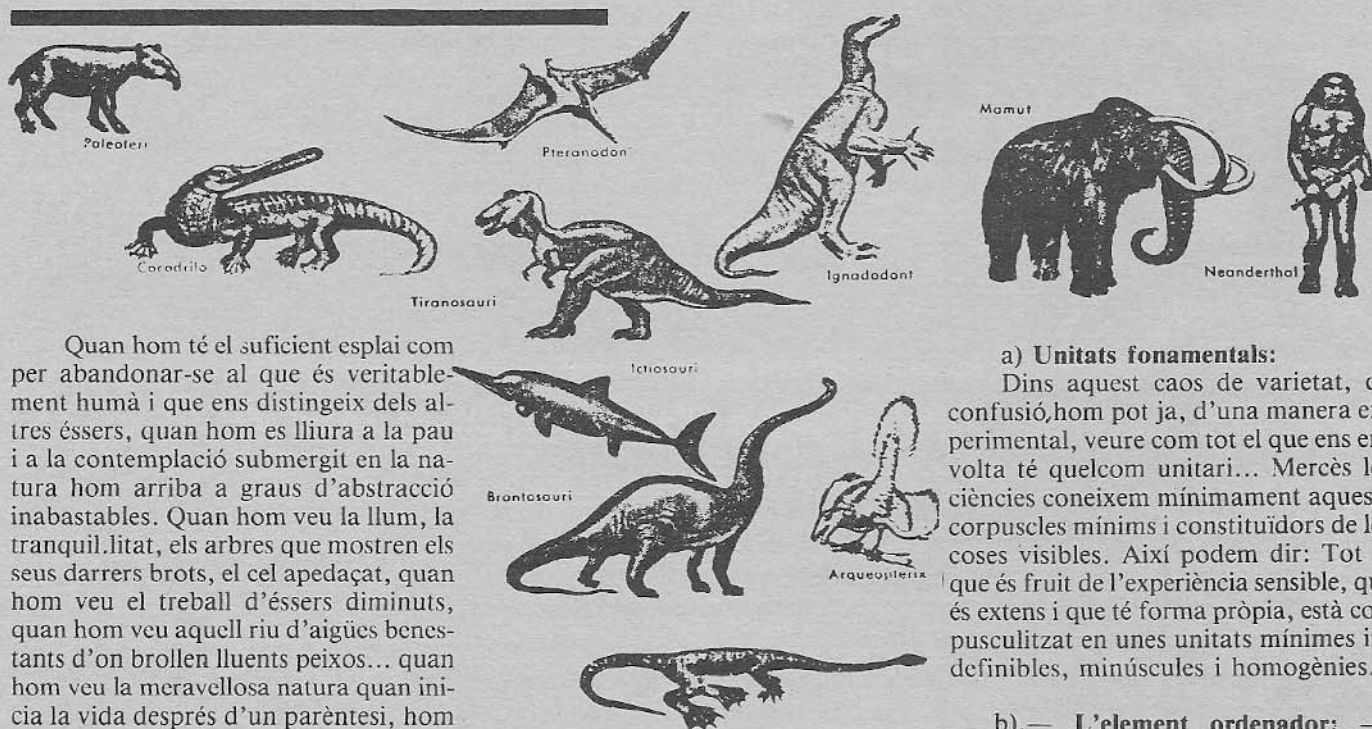 Paleoteri
Pteranodon
Mamut
Cocodrilo
Ignadodont
Neanderthal
Tiranosauri
Ictiosauri
Brontosauri
Arqueopterix
Quan hom té el suficient esplai com
per abandonar-se al que és veritable-
ment humà i que ens distingeix dels al-
tres éssers, quan hom es lliura a la pau
i a la contemplació submergit en la na-
tura hom arriba a graus d'abstracció
inabastables. Quan hom veu la llum, la
tranquil.litat, els arbres que mostren els
seus darrers brots, el cel apedaçat, quan
hom veu el treball d'éssers diminuts,
quan hom veu aquell riu d'aigües benes-
tants d'on brollen lluents peixos... quan
hom veu la meravellosa natura quan ini-
cia la vida després d'un parèntesi, hom
a) Unitats fonamentals:
Dins aquest caos de varietat,
confusió,hom pot ja, d'una manera
perimental, veure com tot el que ens
volta té quelcom unitari... Mercès
ciències coneixem mínimament
corpuscles mínims i constituïdors de
coses visibles. Així podem dir: Tot
que és fruit de l'experiència sensible,
és extens i que té forma pròpia, està
pusculitzat en unes unitats mínimes
definibles, minúscules i homogènies.
b).— L'element ordenador: —